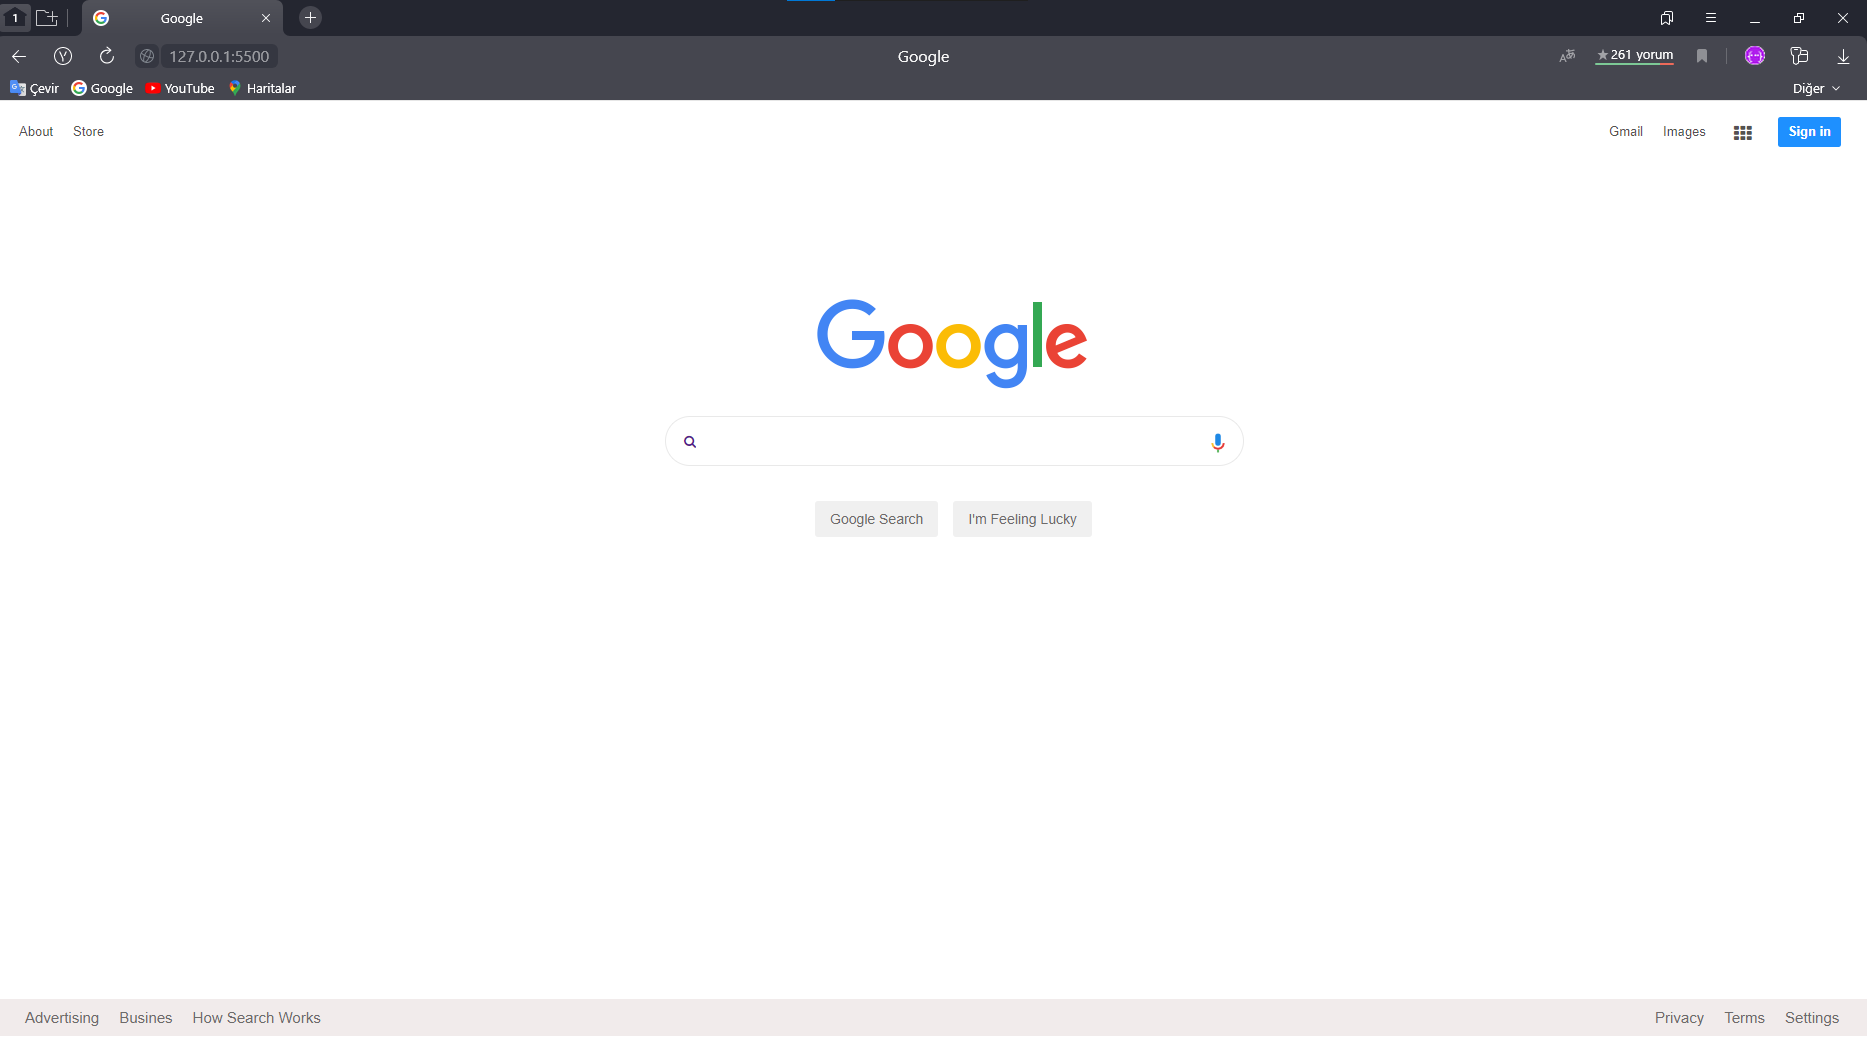 1 Google
127.0.0.1:5500 Google 261 yorum
Çevir Google YouTube Haritalar Diğer
About Store Gmail Images Sign in
Google
Google Search I'm Feeling Lucky
Advertising Busines How Search Works Privacy Terms Settings